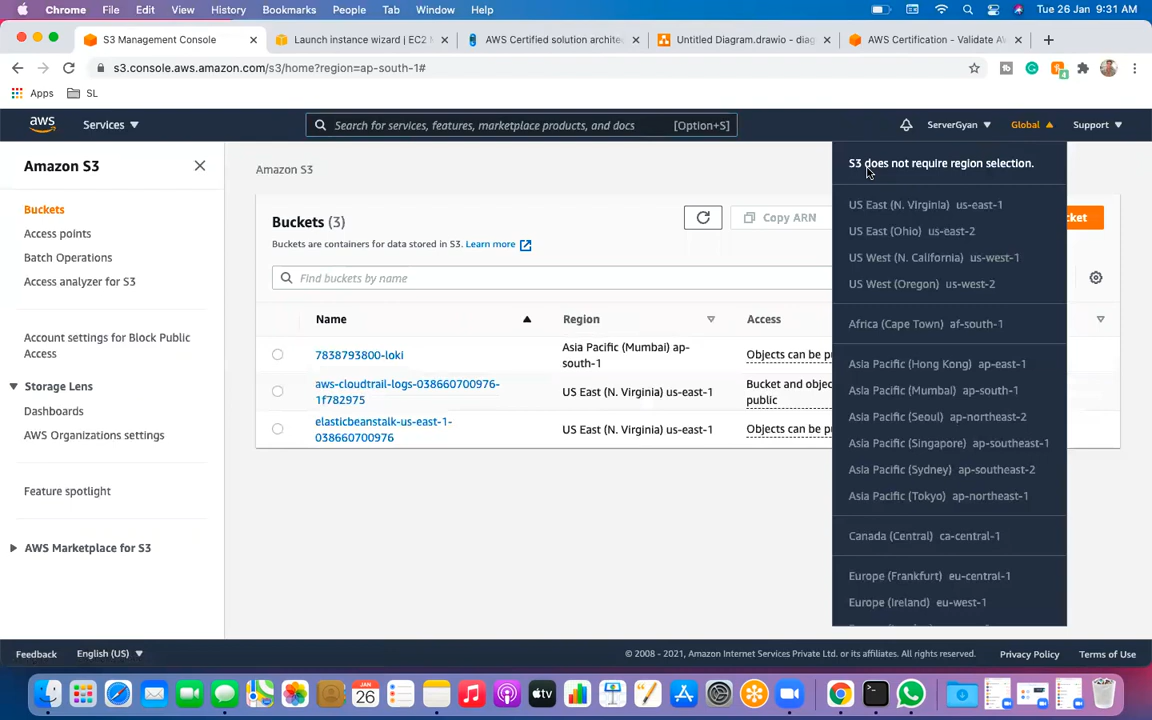 Chrome File Edit View History Bookmarks People Tab Window Help Tue 26 Jan 9:31 AM
S3 Management Console
Launch instance wizard | EC2 M
AWS Certified solution archite
Untitled Diagram.drawio - diag
AWS Certification - Validate AW
s3.console.aws.amazon.com/s3/home?region=ap-south-1#
Apps SL
aws Services Search for services, features, marketplace products, and docs [Option+S] ServerGyan Global Support
Amazon S3
Buckets
Access points
Batch Operations
Access analyzer for S3
Account settings for Block Public
Access
Storage Lens
Dashboards
AWS Organizations settings
Feature spotlight
AWS Marketplace for S3
Amazon S3
Buckets (3)
Copy ARN
Buckets are containers for data stored in S3. Learn more
Find buckets by name
Name Region Access
7838793800-loki
Asia Pacific (Mumbai) ap-
south-1
Objects can be pu
aws-cloudtrail-logs-038660700976-
1f782975
US East (N. Virginia) us-east-1
Bucket and objec
public
elasticbeanstalk-us-east-1-
038660700976
US East (N. Virginia) us-east-1
Objects can be pu
S3 does not require region selection.
US East (N. Virginia) us-east-1
US East (Ohio) us-east-2
US West (N. California) us-west-1
US West (Oregon) us-west-2
Africa (Cape Town) af-south-1
Asia Pacific (Hong Kong) ap-east-1
Asia Pacific (Mumbai) ap-south-1
Asia Pacific (Seoul) ap-northeast-2
Asia Pacific (Singapore) ap-southeast-1
Asia Pacific (Sydney) ap-southeast-2
Asia Pacific (Tokyo) ap-northeast-1
Canada (Central) ca-central-1
Europe (Frankfurt) eu-central-1
Europe (Ireland) eu-west-1
cket
Feedback English (US) © 2008 - 2021, Amazon Internet Services Private Ltd. or its affiliates. All rights reserved. Privacy Policy Terms of Use